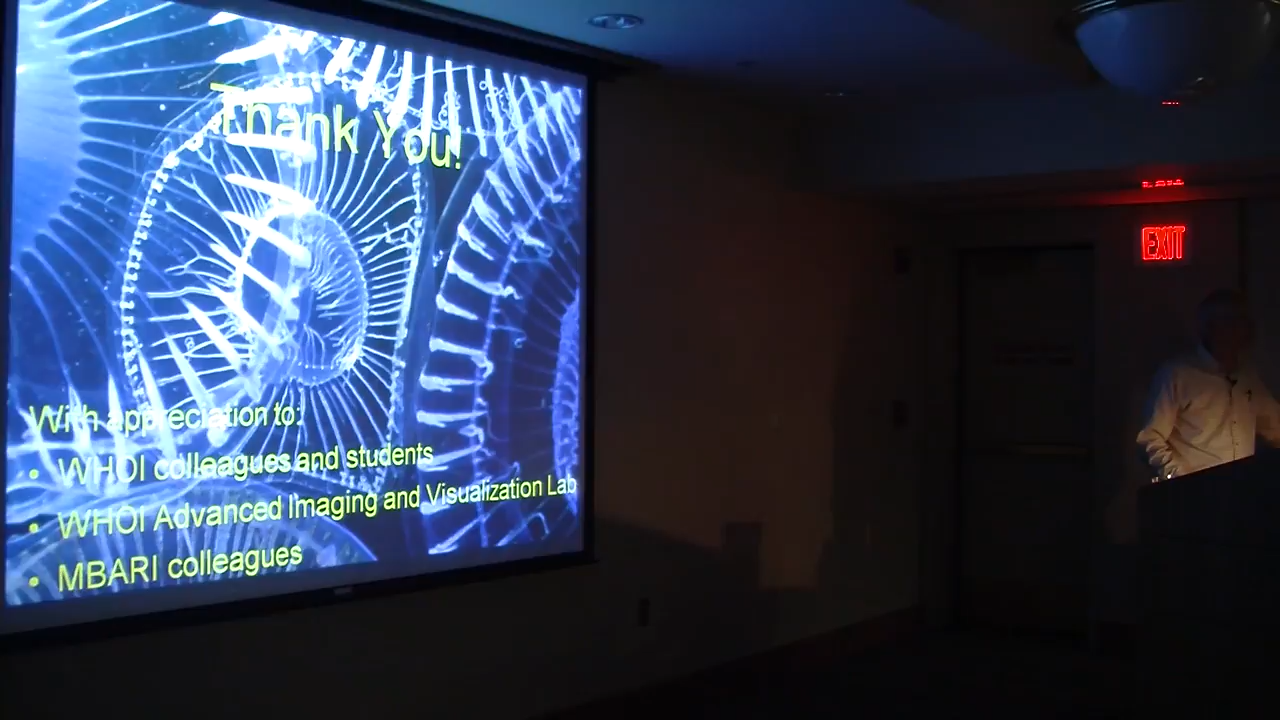 Thank You!
With appreciation to:
• WHOI colleagues and students
• WHOI Advanced Imaging and Visualization Lab
• MBARI colleagues
EXIT